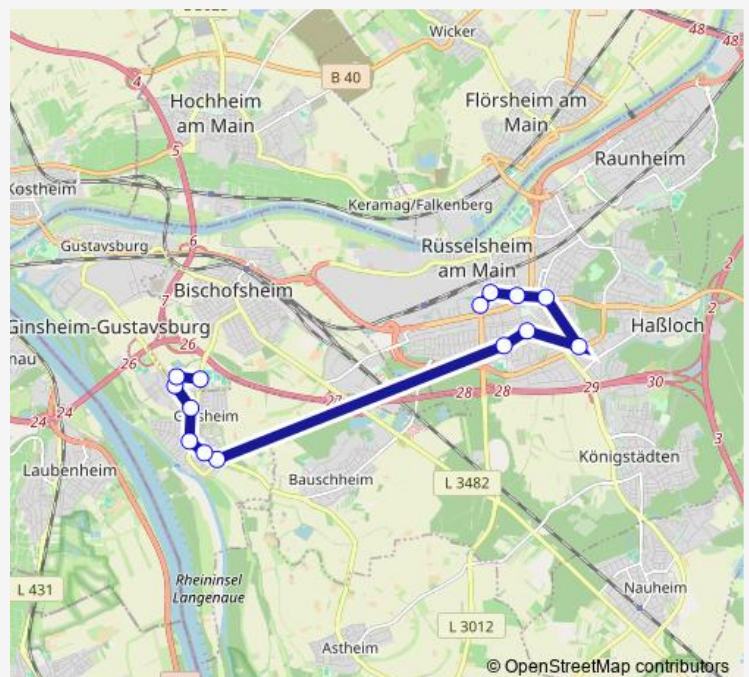 Wicker
48
48
4
B 40
Hochheim
am Main
Flörsheim am
Main
5
Raunheim
Kostheim
Keramag/Falkenberg
Gustavsburg
6
Rüsselsheim
am Main
2
Bischofsheim
7
2
Ginsheim-Gustavsburg
Haßloch
26
26
30
27
28
28
29
24
24
Ginsheim
3
Laubenheim
Königstädten
Bauschheim
L 3482
Rheininsel
Langenaue
L 431
Nauheim
L 3012
Astheim
© OpenStreetMap contributors